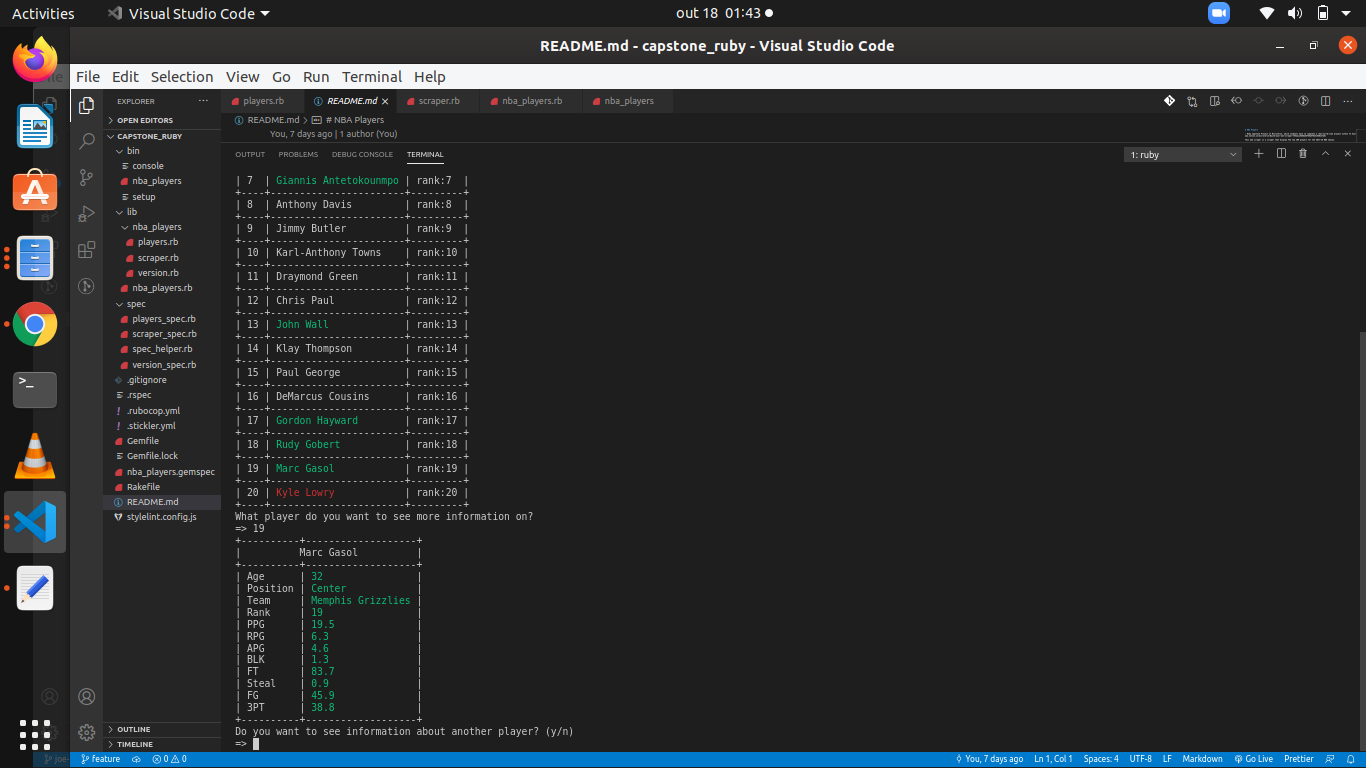 Activities Visual Studio Code out 18 01:43
README.md - capstone_ruby - Visual Studio Code
File Edit Selection View Go Run Terminal Help
EXPLORER
OPEN EDITORS
CAPSTONE_RUBY
bin
console
nba_players
setup
lib
nba_players
players.rb
scraper.rb
version.rb
nba_players.rb
spec
players_spec.rb
scraper_spec.rb
spec_helper.rb
version_spec.rb
.gitignore
.rspec
.rubocop.yml
.stickler.yml
Gemfile
Gemfile.lock
nba_players.gemspec
Rakefile
README.md
stylelint.config.js
OUTLINE
TIMELINE
players.rb README.md scraper.rb nba_players.rb nba_players
README.md > # NBA Players
You, 7 days ago | 1 author (You)
OUTPUT PROBLEMS DEBUG CONSOLE TERMINAL 1: ruby
| 7 | Giannis Antetokounmpo | rank:7 |
+----+-----------------------+---------+
| 8 | Anthony Davis | rank:8 |
+----+-----------------------+---------+
| 9 | Jimmy Butler | rank:9 |
+----+-----------------------+---------+
| 10 | Karl-Anthony Towns | rank:10 |
+----+-----------------------+---------+
| 11 | Draymond Green | rank:11 |
+----+-----------------------+---------+
| 12 | Chris Paul | rank:12 |
+----+-----------------------+---------+
| 13 | John Wall | rank:13 |
+----+-----------------------+---------+
| 14 | Klay Thompson | rank:14 |
+----+-----------------------+---------+
| 15 | Paul George | rank:15 |
+----+-----------------------+---------+
| 16 | DeMarcus Cousins | rank:16 |
+----+-----------------------+---------+
| 17 | Gordon Hayward | rank:17 |
+----+-----------------------+---------+
| 18 | Rudy Gobert | rank:18 |
+----+-----------------------+---------+
| 19 | Marc Gasol | rank:19 |
+----+-----------------------+---------+
| 20 | Kyle Lowry | rank:20 |
+----+-----------------------+---------+
What player do you want to see more information on?
=> 19
+----------+-------------------+
| Marc Gasol |
+----------+-------------------+
| Age | 32 |
| Position | Center |
| Team | Memphis Grizzlies |
| Rank | 19 |
| PPG | 19.5 |
| RPG | 6.3 |
| APG | 4.6 |
| BLK | 1.3 |
| FT | 83.7 |
| Steal | 0.9 |
| FG | 45.9 |
| 3PT | 38.8 |
+----------+-------------------+
Do you want to see information about another player? (y/n)
=>
feature 0 0 You, 7 days ago Ln 1, Col 1 Spaces: 4 UTF-8 LF Markdown Go Live Prettier